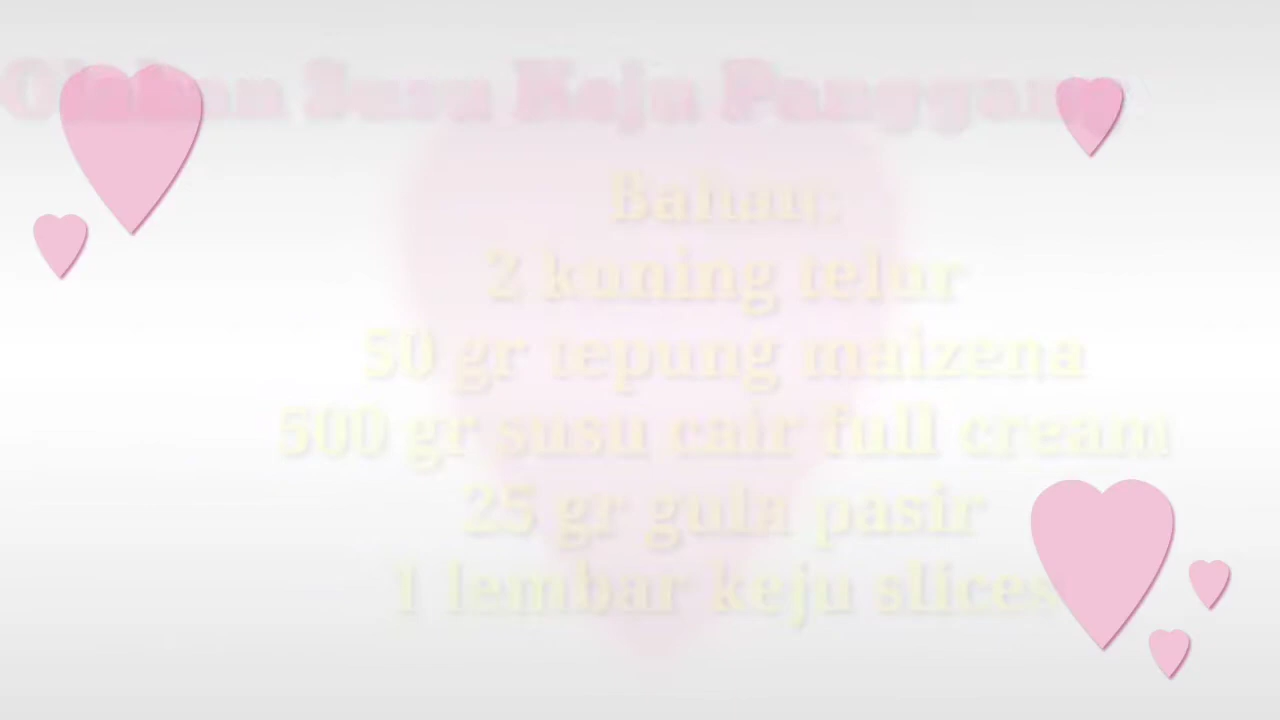 Olahan Susu Keju Panggang
Bahan:
2 kuning telur
50 gr tepung maizena
500 gr susu cair full cream
25 gr gula pasir
1 lembar keju slices